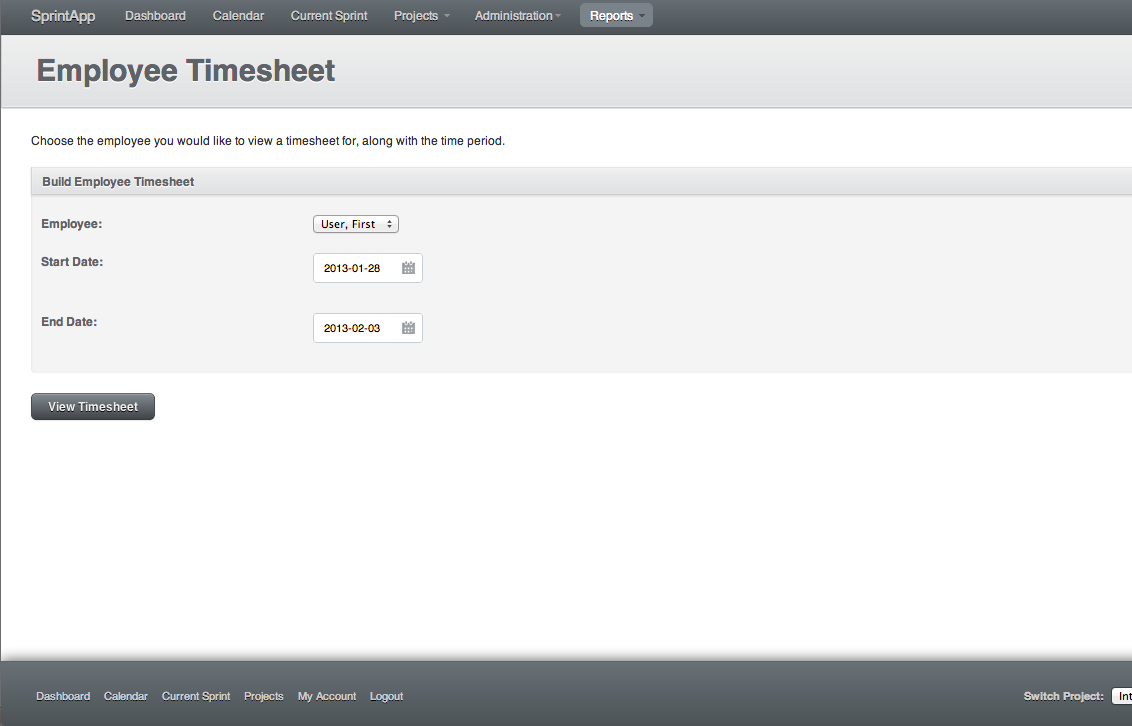 SprintApp Dashboard Calendar Current Sprint Projects Administration Reports
Employee Timesheet
Choose the employee you would like to view a timesheet for, along with the time period.
Build Employee Timesheet
Employee: User, First
Start Date: 2013-01-28
End Date: 2013-02-03
View Timesheet
Dashboard Calendar Current Sprint Projects My Account Logout Switch Project: Int